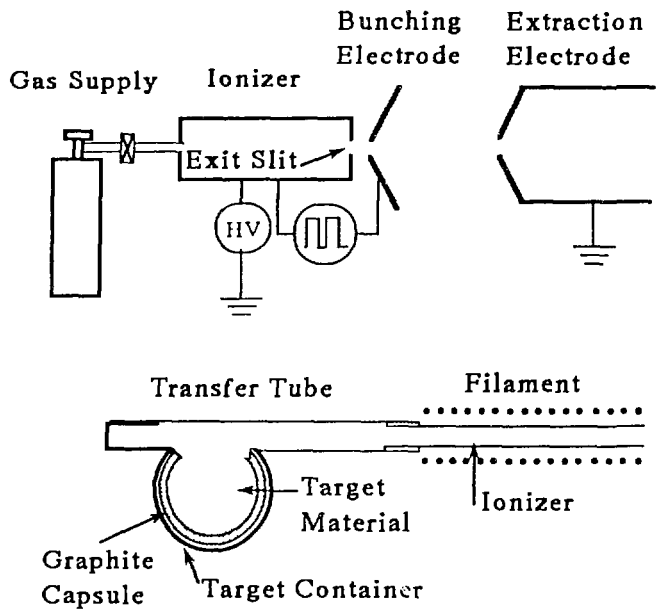 Bunching
Electrode
Extraction
Electrode
Gas Supply
Ionizer
Exit Slit
HV
Transfer Tube
Filament
Target
Material
Ionizer
Graphite
Capsule
Target Container